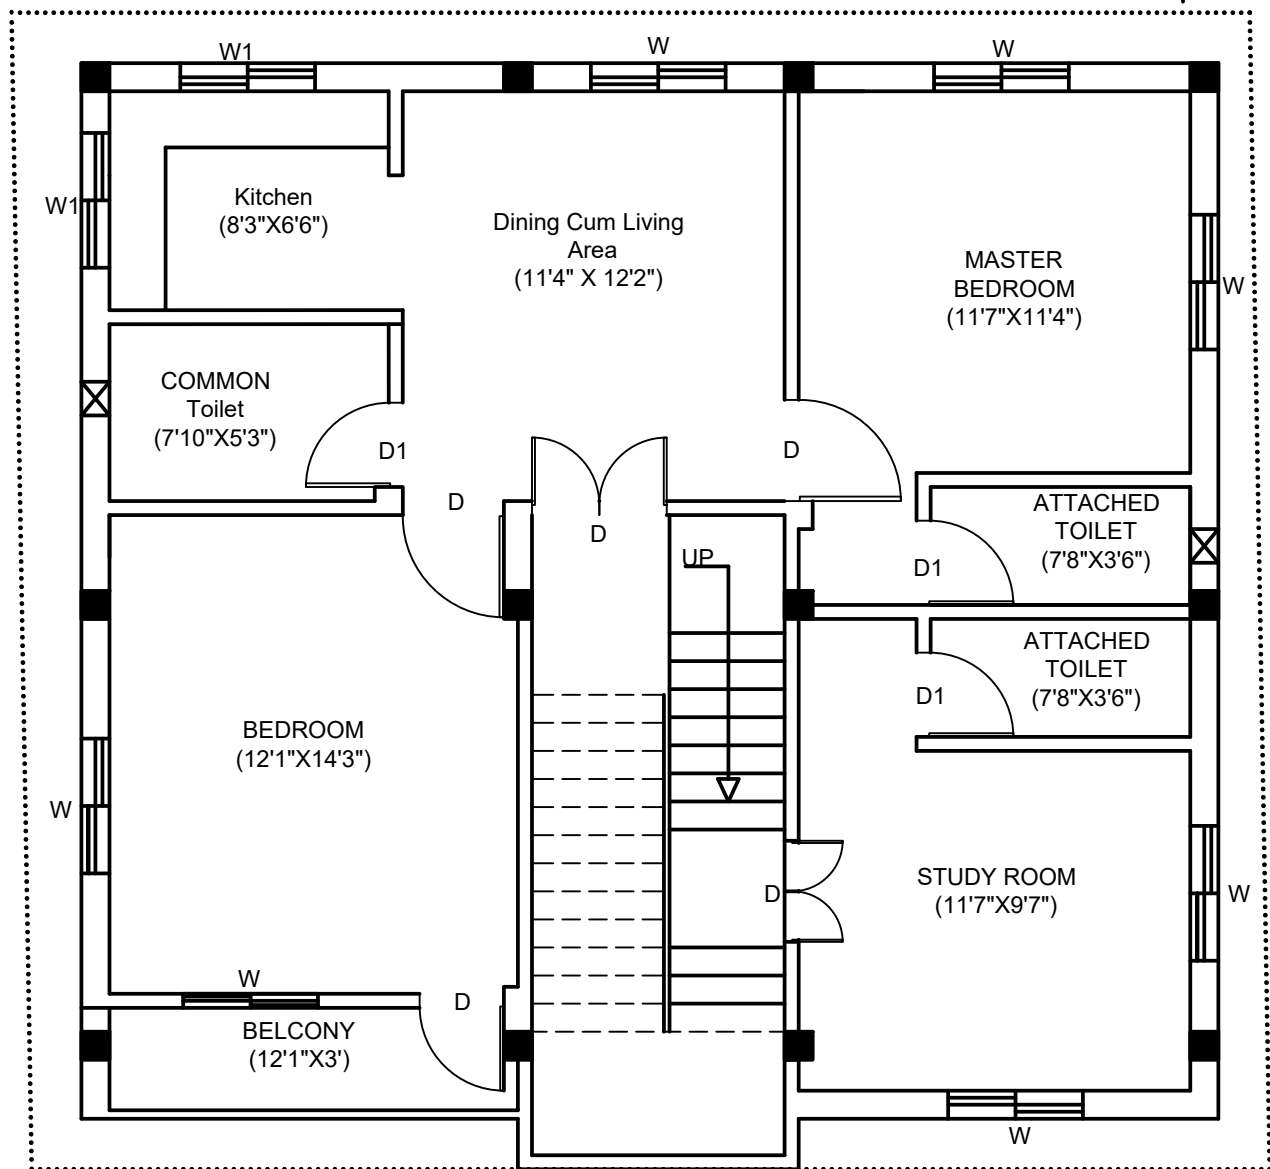 W1
W
W
W1
Kitchen
(8'3"X6'6")
Dining Cum Living
Area
(11'4" X 12'2")
MASTER
BEDROOM
(11'7"X11'4")
W
COMMON
Toilet
(7'10"X5'3")
D1
D
D
D
UP
ATTACHED
TOILET
(7'8"X3'6")
D1
ATTACHED
TOILET
(7'8"X3'6")
D1
BEDROOM
(12'1"X14'3")
W
STUDY ROOM
(11'7"X9'7")
D
W
W
D
BELCONY
(12'1"X3')
W